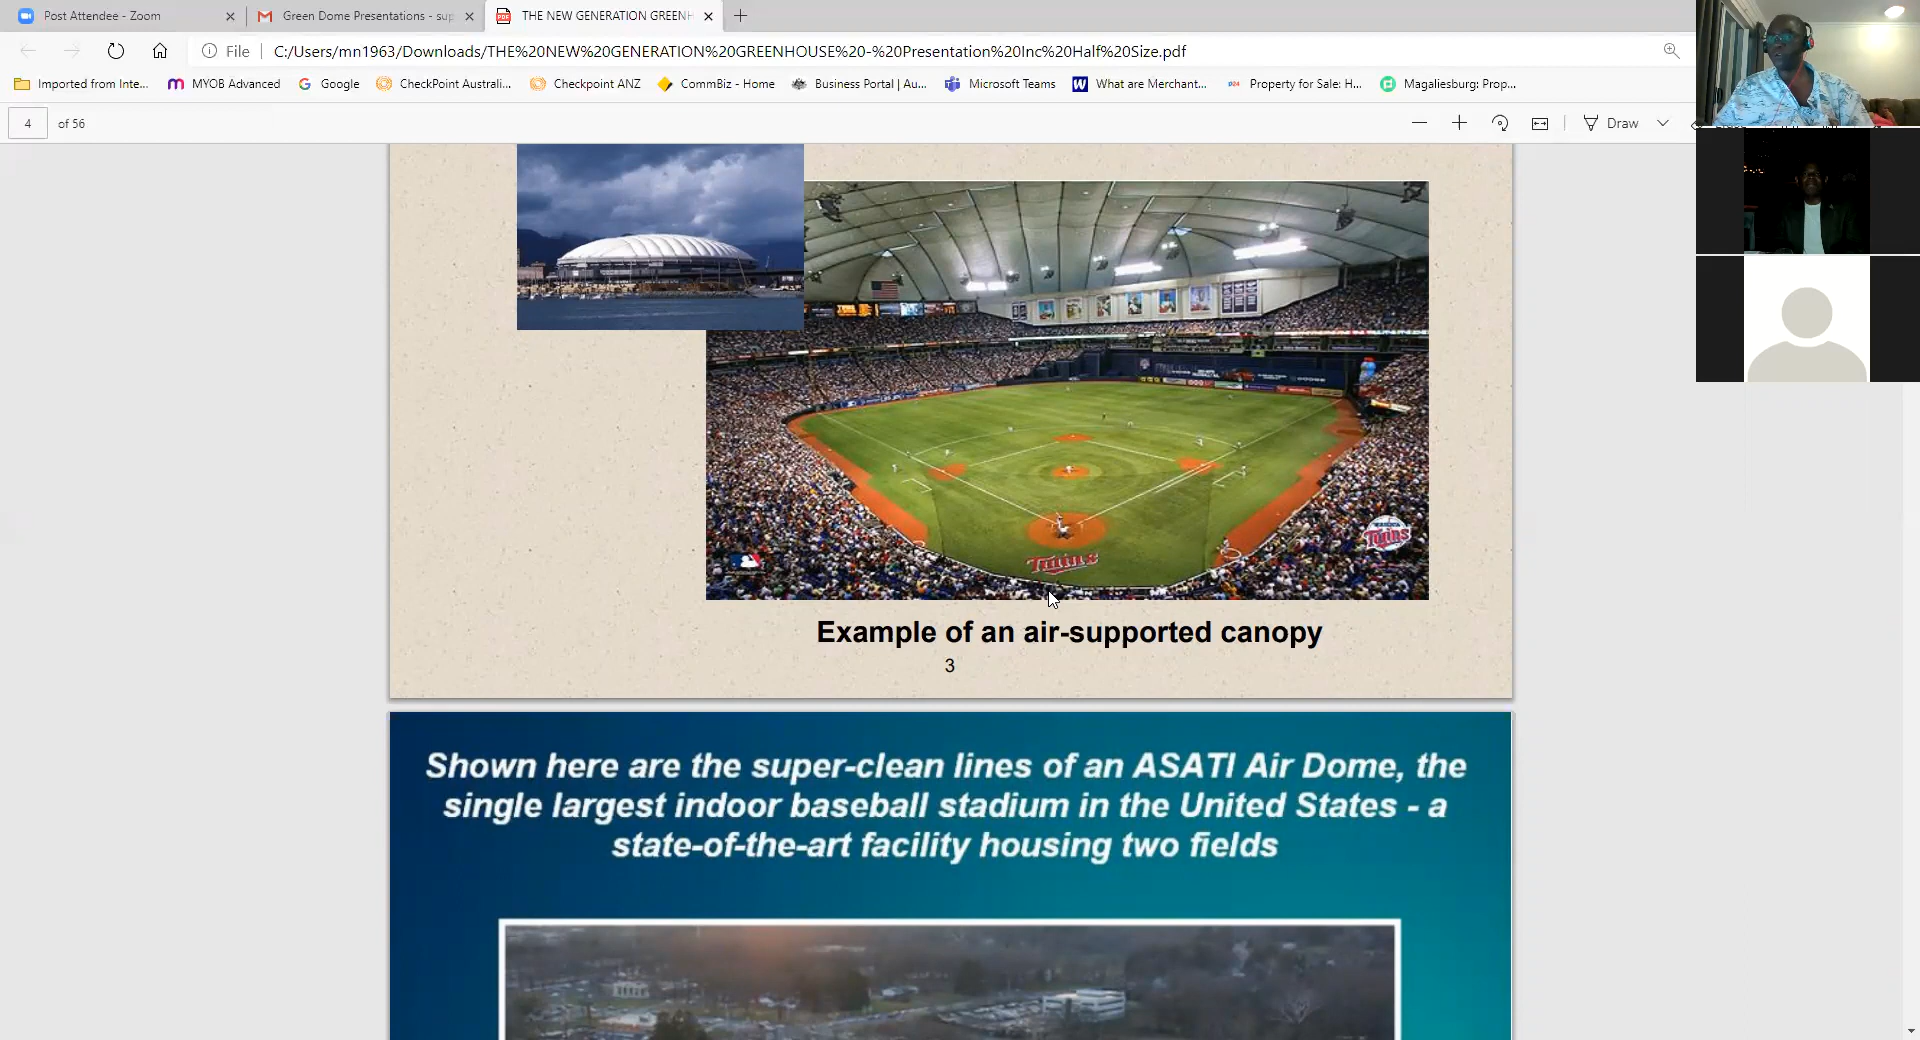 Post Attendee - Zoom
Green Dome Presentations - sup
THE NEW GENERATION GREENH
File
C:/Users/mn1963/Downloads/THE%20NEW%20GENERATION%20GREENHOUSE%20-%20Presentation%20Inc%20Half%20Size.pdf
Imported from Inte...
MYOB Advanced
Google
CheckPoint Australi...
Checkpoint ANZ
CommBiz - Home
Business Portal | Au...
Microsoft Teams
What are Merchant...
p24 Property for Sale: H...
Magaliesburg: Prop...
4 of 56
Draw
Twins
Twins
Example of an air-supported canopy
3
Shown here are the super-clean lines of an ASATI Air Dome, the
single largest indoor baseball stadium in the United States - a
state-of-the-art facility housing two fields